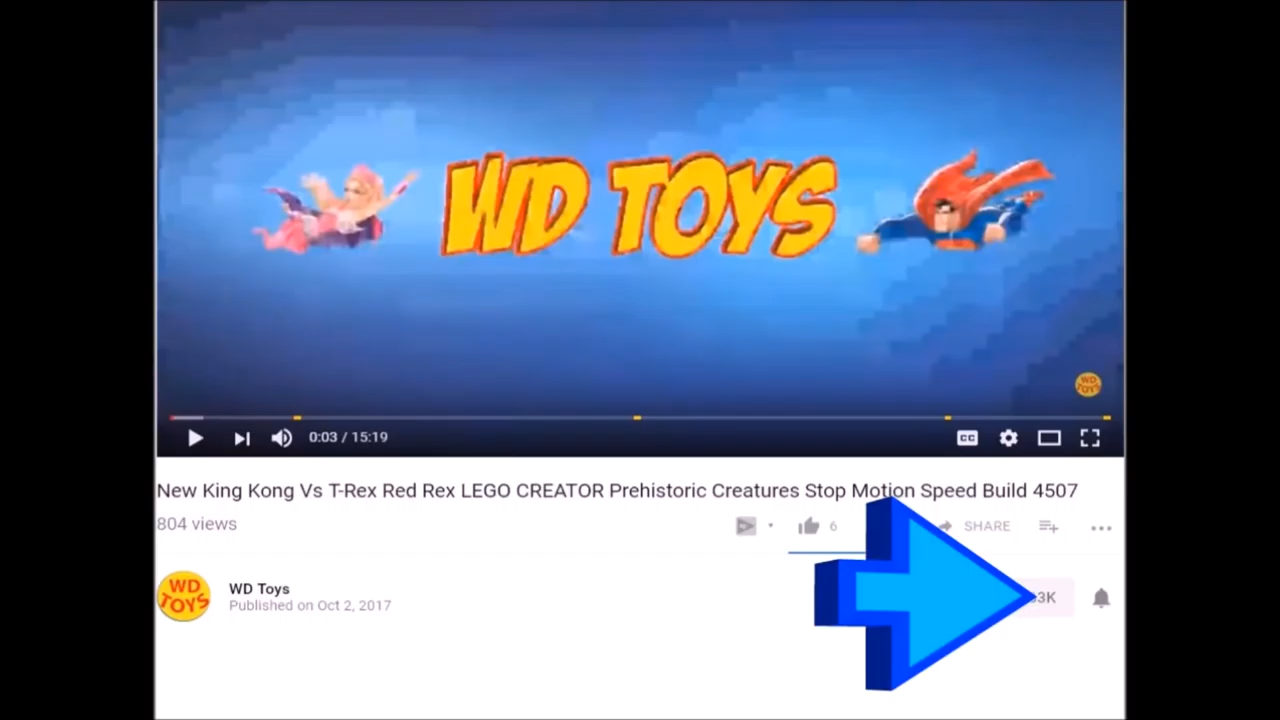 WD TOYS
WD
TOYS
0:03 / 15:19
CC
New King Kong Vs T-Rex Red Rex LEGO CREATOR Prehistoric Creatures Stop Motion Speed Build 4507
804 views
6
SHARE
WD
TOYS
WD Toys
Published on Oct 2, 2017